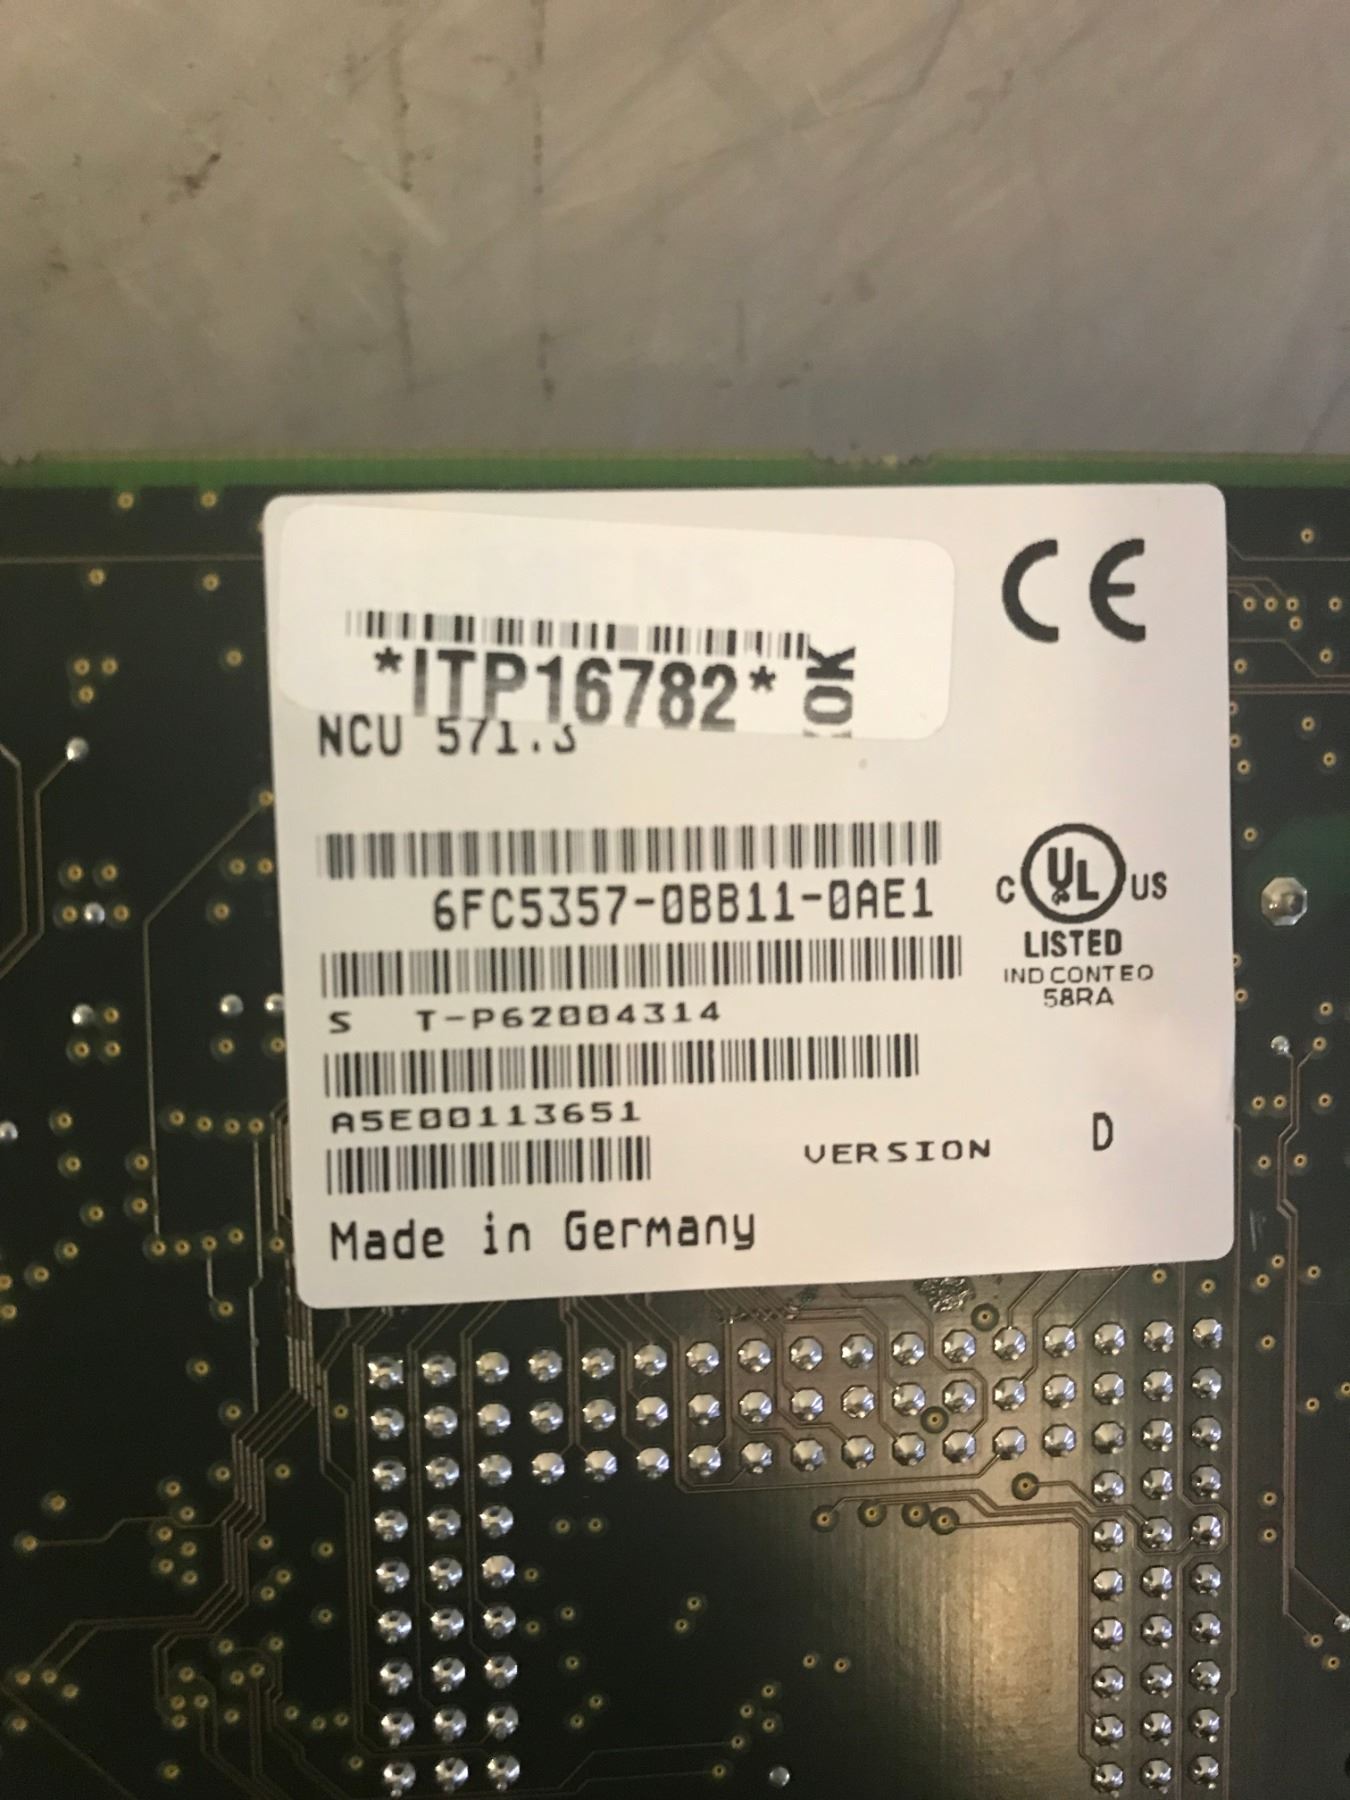 *ITP16782*
OK
NCU 571.3
CE
6FC5357-0BB11-0AE1
C UL US
LISTED
IND CONT EQ
58RA
S T-P62004314
A5E00113651
VERSION D
Made in Germany